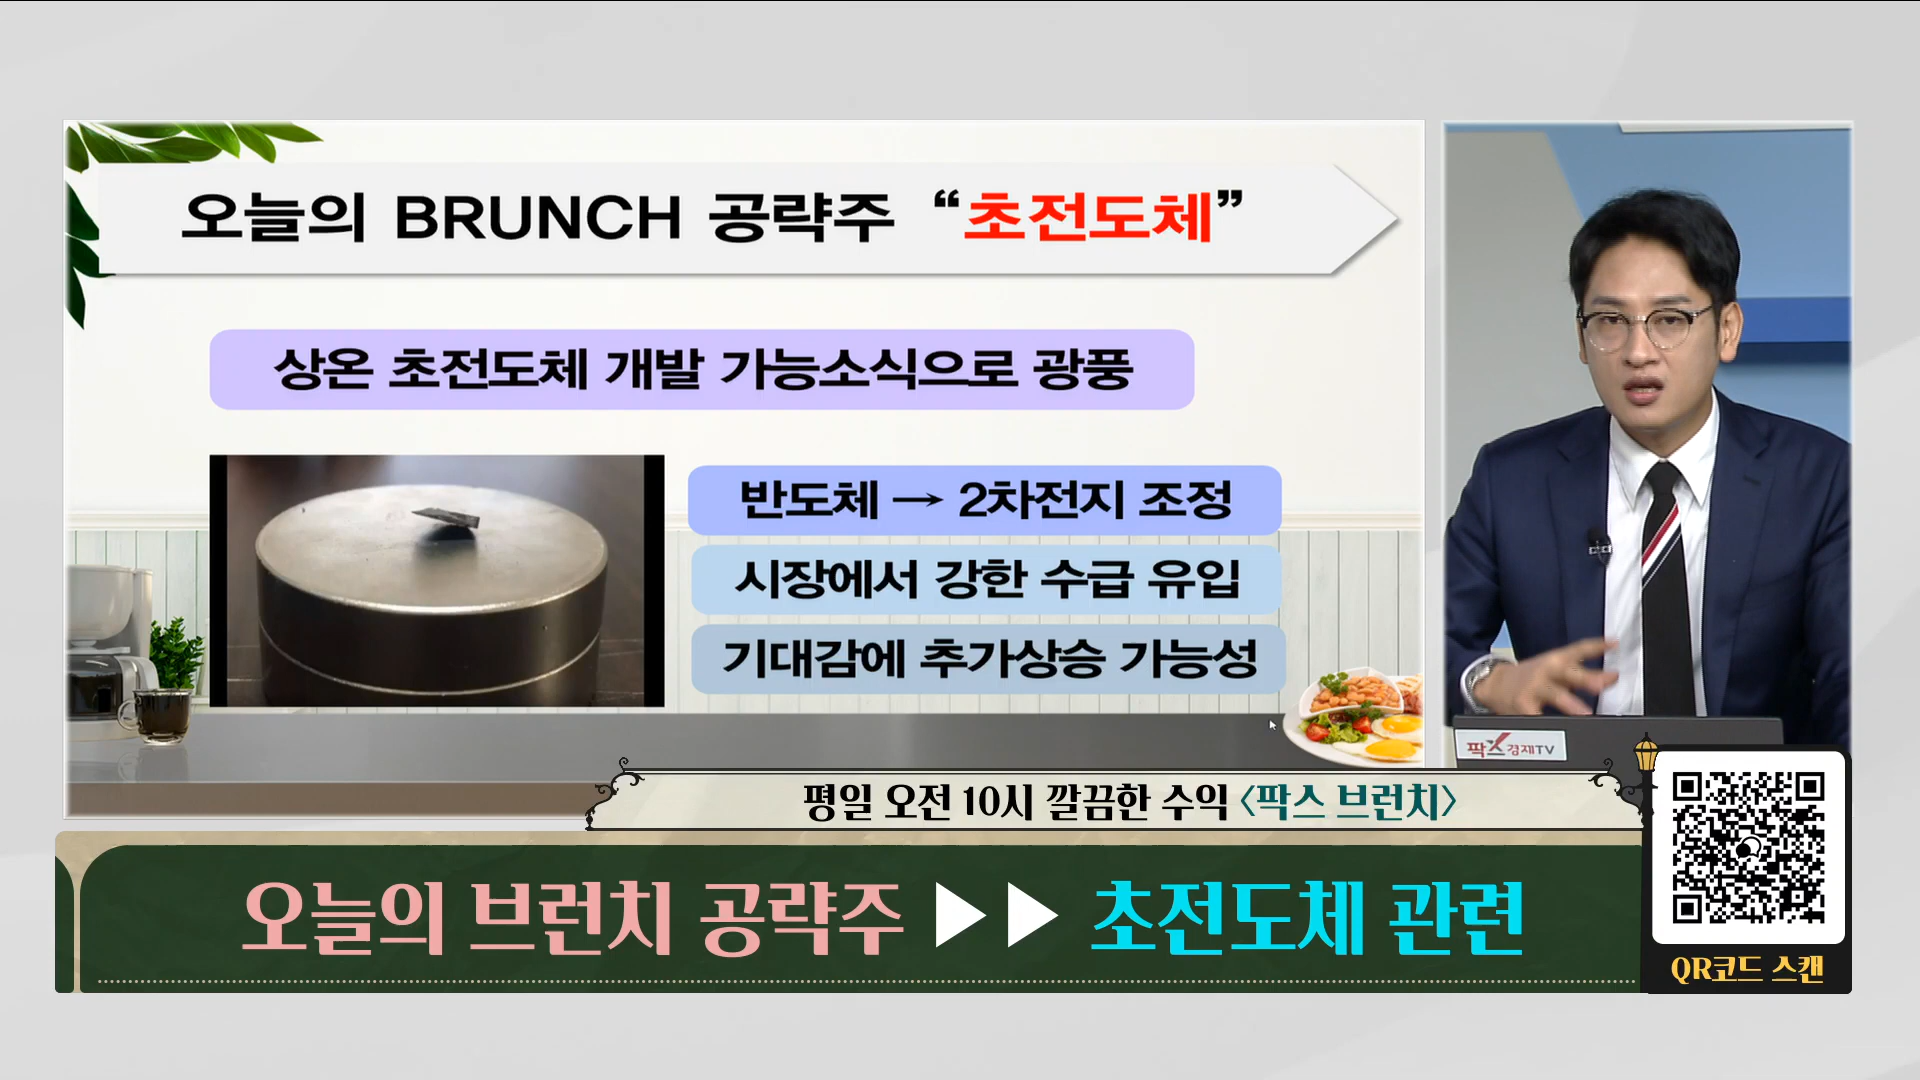 오늘의 BRUNCH 공략주 “초전도체”
상온 초전도체 개발 가능소식으로 광풍
반도체 → 2차전지 조정
시장에서 강한 수급 유입
기대감에 추가상승 가능성
팍스경제TV
평일 오전 10시 깔끔한 수익 〈팍스 브런치〉
오늘의 브런치 공략주 ▶▶ 초전도체 관련
QR코드 스캔